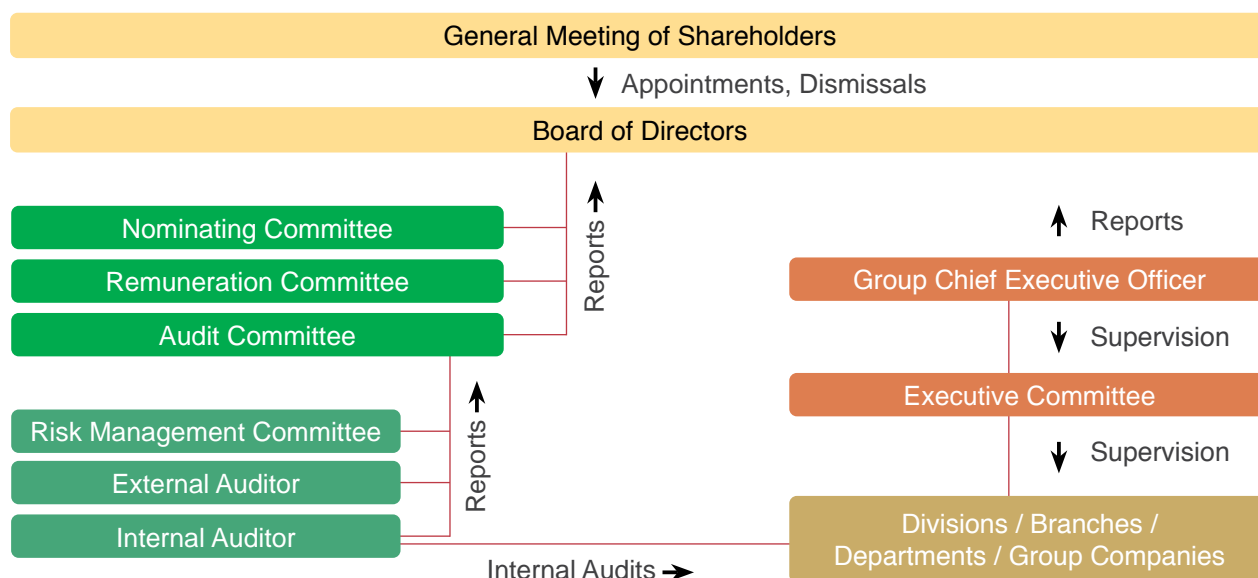 General Meeting of Shareholders
Appointments, Dismissals
Board of Directors
Nominating Committee
Remuneration Committee
Audit Committee
Reports
Risk Management Committee
External Auditor
Internal Auditor
Reports
Internal Audits
Reports
Group Chief Executive Officer
Supervision
Executive Committee
Supervision
Divisions / Branches /
Departments / Group Companies